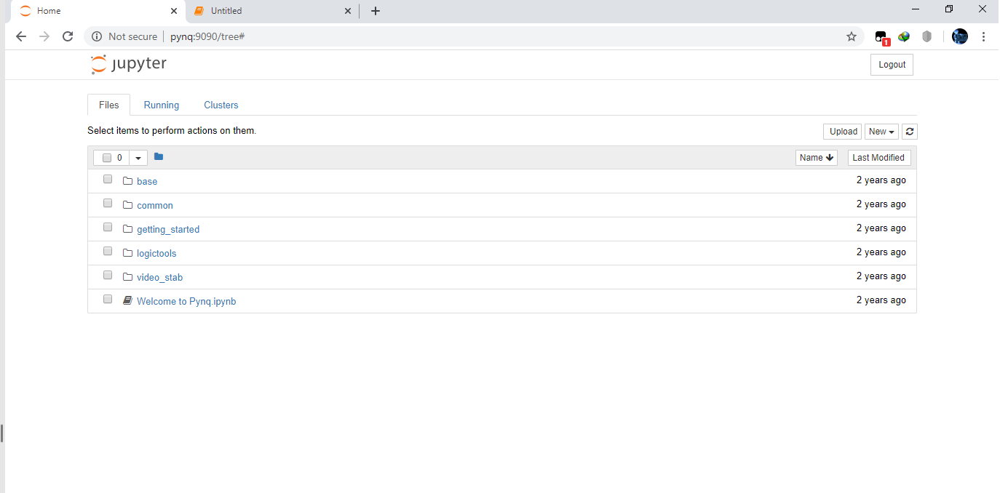 Home
Untitled
Not secure
pynq:9090/tree#
1
jupyter
Logout
Files Running Clusters
Select items to perform actions on them.
Upload New
0
Name Last Modified
base 2 years ago
common 2 years ago
getting_started 2 years ago
logictools 2 years ago
video_stab 2 years ago
Welcome to Pynq.ipynb 2 years ago